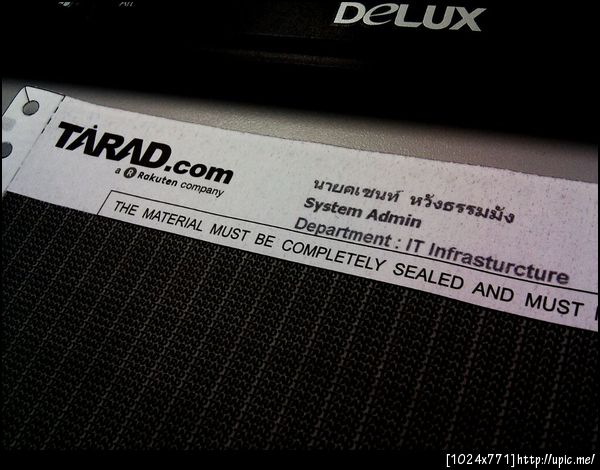 DeLUX
TARAD.com
a R Rakuten company
นายคเชนท์ หวังธรรมมั่ง
System Admin
Department : IT Infrasturcture
THE MATERIAL MUST BE COMPLETELY SEALED AND MUST
[1024x771]http://upic.me/